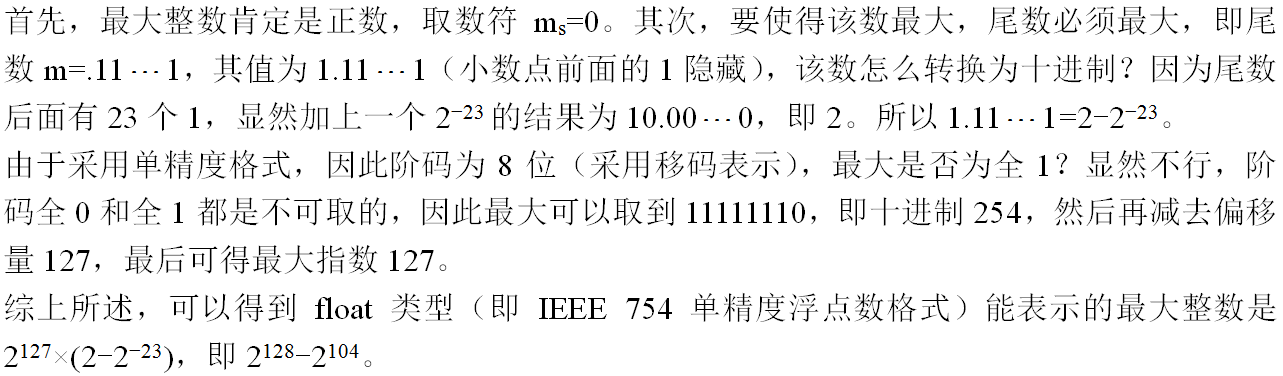 首先，最大整数肯定是正数，取数符 mₛ=0。其次，要使得该数最大，尾数必须最大，即尾
数 m=.11⋯1，其值为 1.11⋯1（小数点前面的 1 隐藏），该数怎么转换为十进制？因为尾数
后面有 23 个 1，显然加上一个 2⁻²³ 的结果为 10.00⋯0，即 2。所以 1.11⋯1=2−2⁻²³。
由于采用单精度格式，因此阶码为 8 位（采用移码表示），最大是否为全 1？显然不行，阶
码全 0 和全 1 都是不可取的，因此最大可以取到 11111110，即十进制 254，然后再减去偏移
量 127，最后可得最大指数 127。
综上所述，可以得到 float 类型（即 IEEE 754 单精度浮点数格式）能表示的最大整数是
2¹²⁷×(2−2⁻²³)，即 2¹²⁸−2¹⁰⁴。